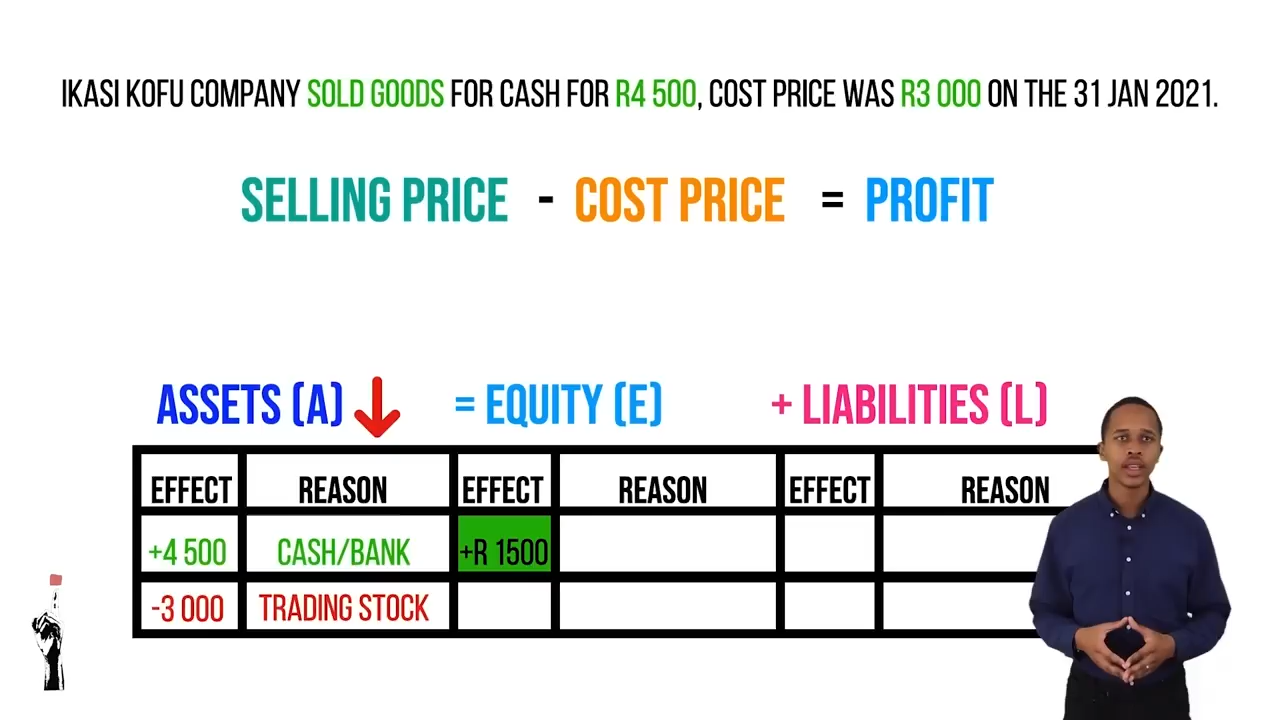 IKASI KOFU COMPANY SOLD GOODS FOR CASH FOR R4 500, COST PRICE WAS R3 000 ON THE 31 JAN 2021.
SELLING PRICE - COST PRICE = PROFIT
ASSETS (A) = EQUITY (E) + LIABILITIES (L)
EFFECT REASON EFFECT REASON EFFECT REASON
+4 500 CASH/BANK +R 1500
-3 000 TRADING STOCK